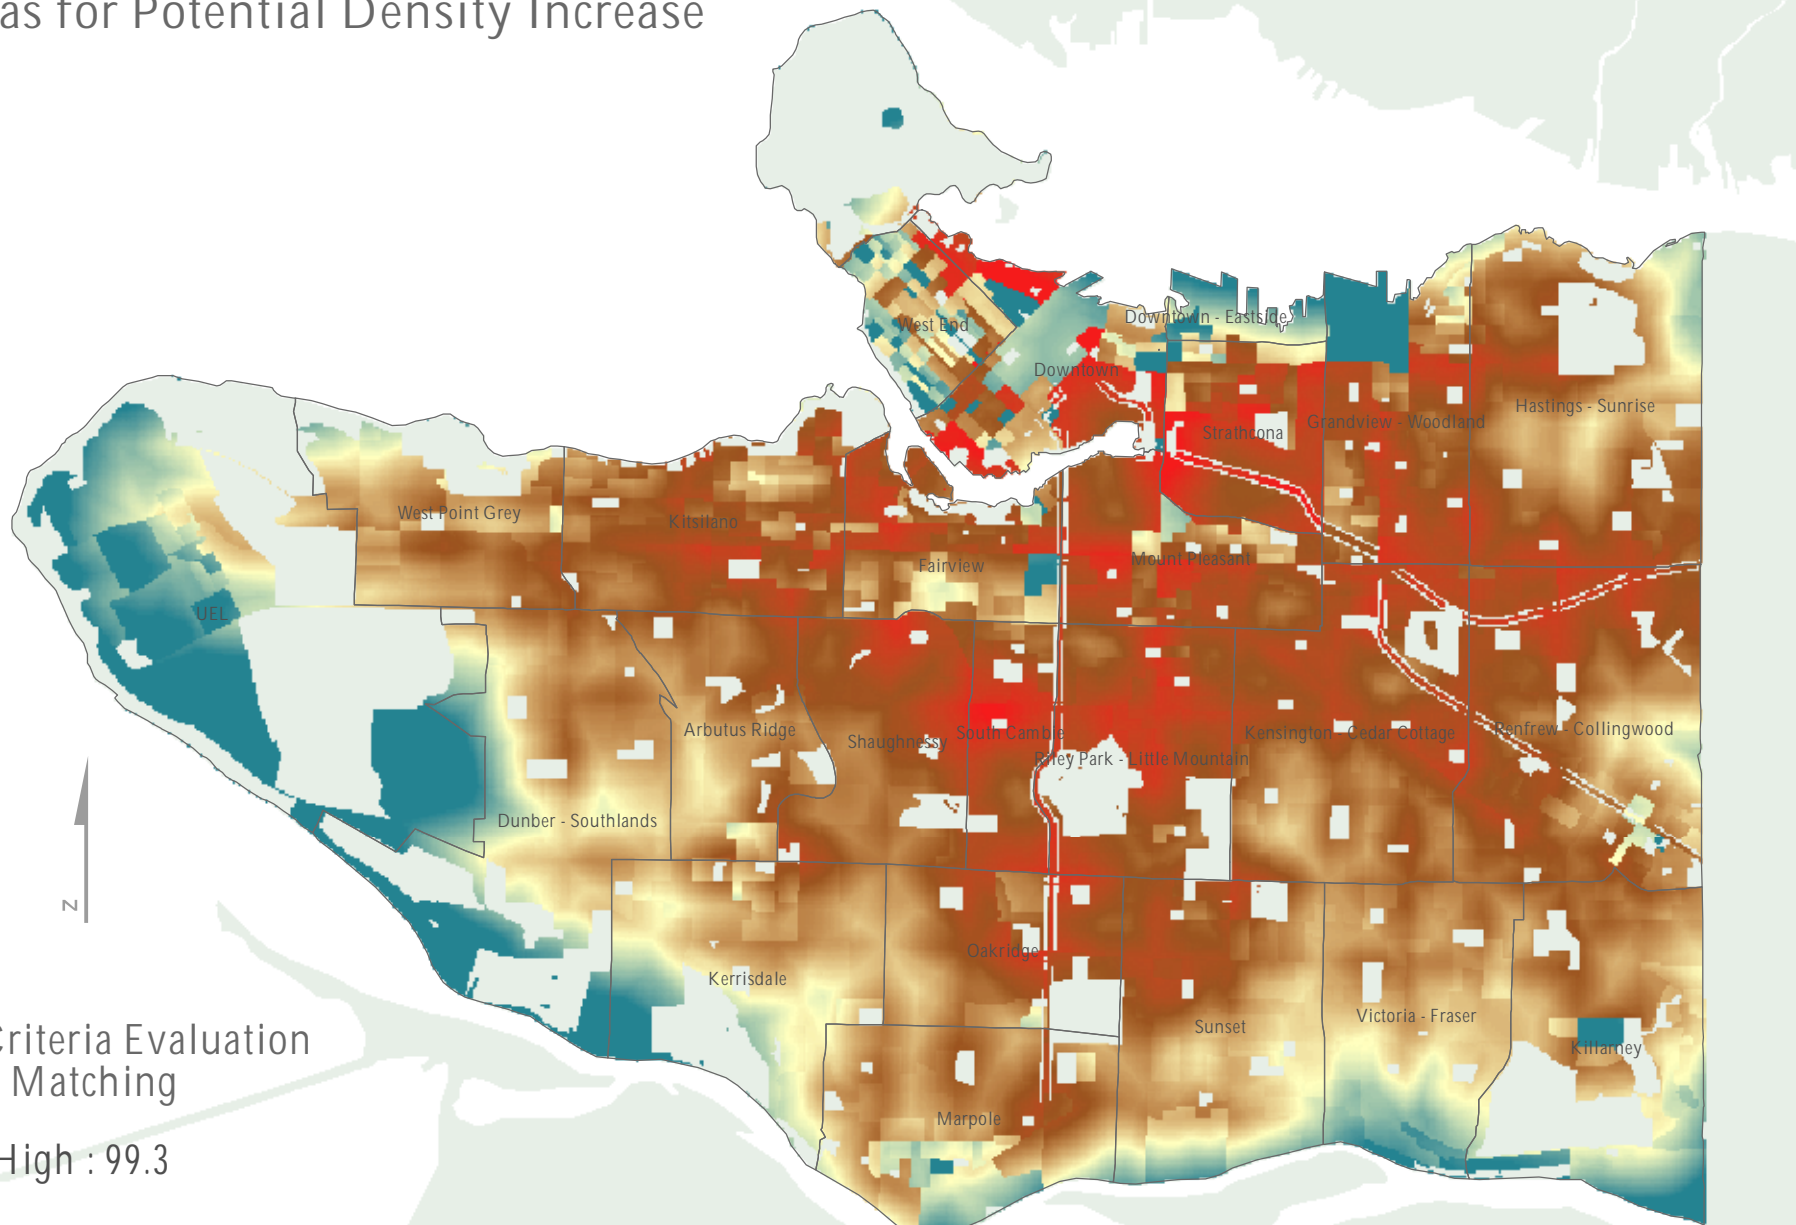 as for Potential Density Increase
West End
Downtown - Eastside
Downtown
Hastings - Sunrise
Grandview - Woodland
Strathcona
West Point Grey
Kitsilano
Fairview
Mount Pleasant
UEL
Arbutus Ridge
Shaughnessy
South Cambie
Riley Park - Little Mountain
Kensington - Cedar Cottage
Renfrew - Collingwood
Dunber - Southlands
Oakridge
Kerrisdale
Sunset
Victoria - Fraser
Killarney
Marpole
N
Criteria Evaluation
Matching
High : 99.3